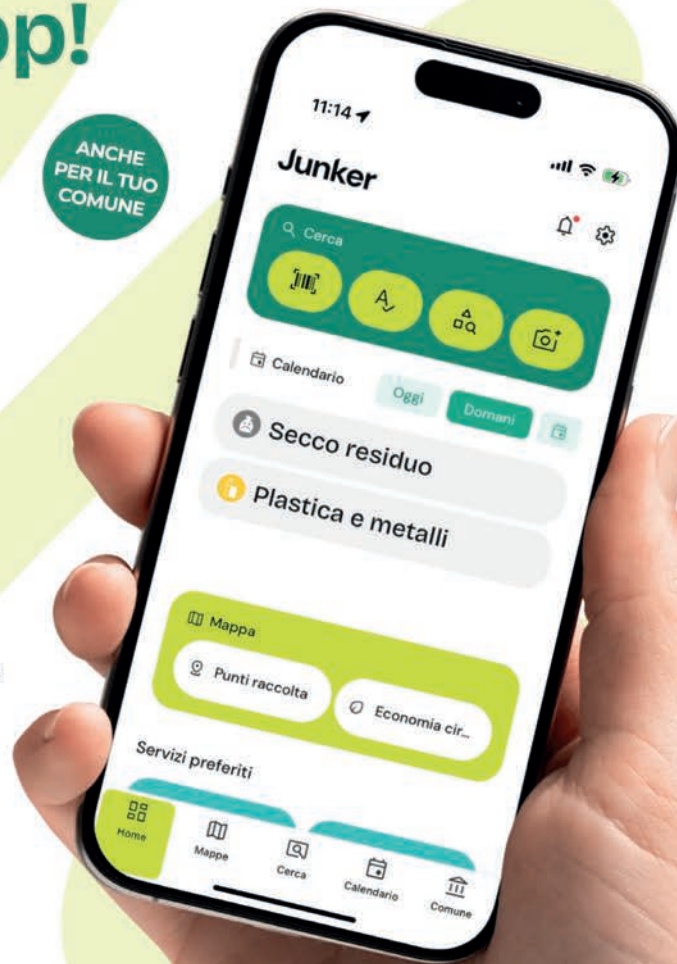 pp!
ANCHE
PER IL TUO
COMUNE
11:14
Junker
Cerca
Calendario
Oggi
Domani
Secco residuo
Plastica e metalli
Mappa
Punti raccolta
Economia cir...
Servizi preferiti
Home
Mappe
Cerca
Calendario
Comune